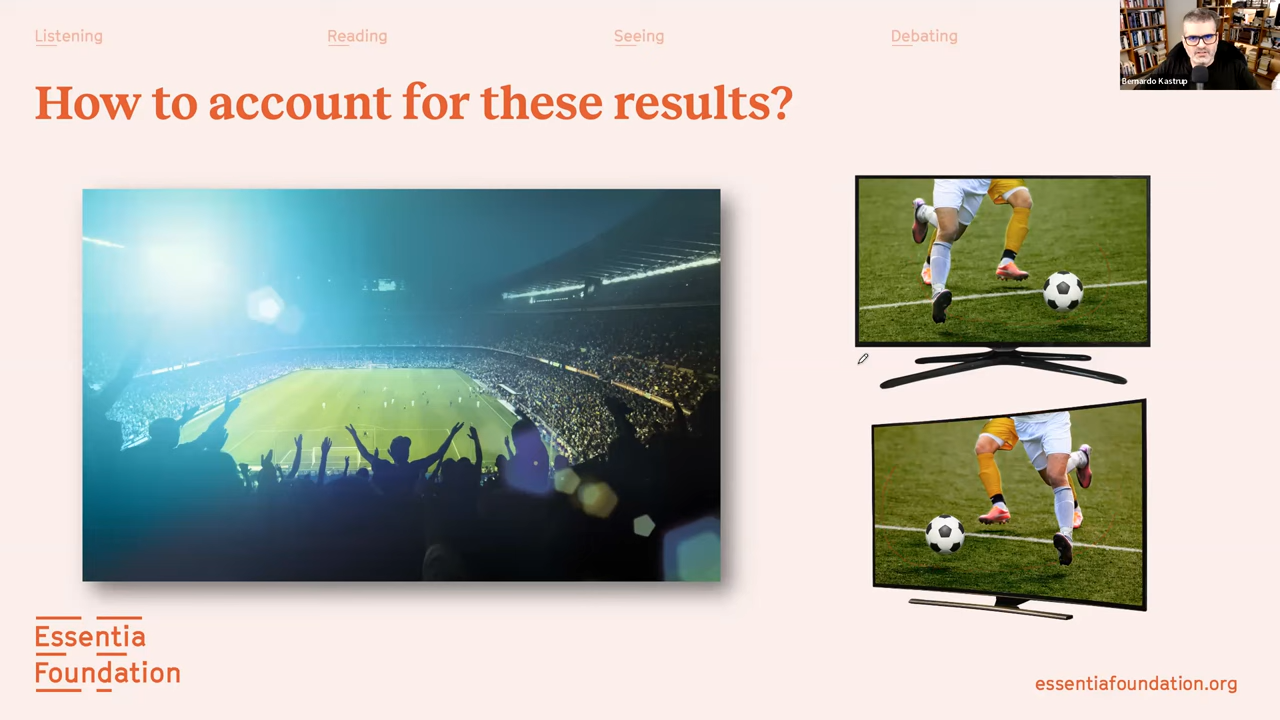 Listening
Reading
Seeing
Debating
Bernardo Kastrup
How to account for these results?
Essentia
Foundation
essentiafoundation.org